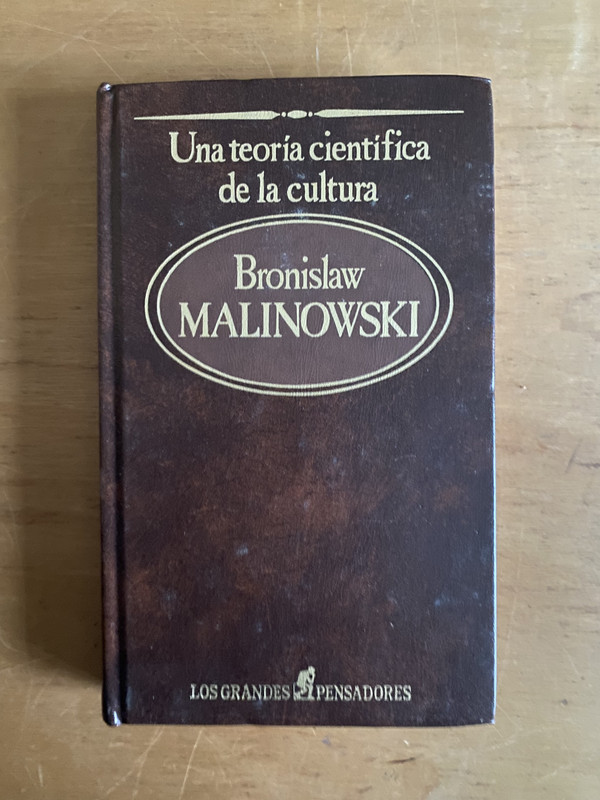 Una teoría científica
de la cultura
Bronislaw
MALINOWSKI
LOS GRANDES PENSADORES